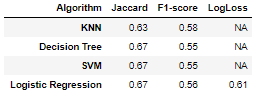 Algorithm Jaccard F1-score LogLoss
KNN 0.63 0.58 NA
Decision Tree 0.67 0.55 NA
SVM 0.67 0.55 NA
Logistic Regression 0.67 0.56 0.61